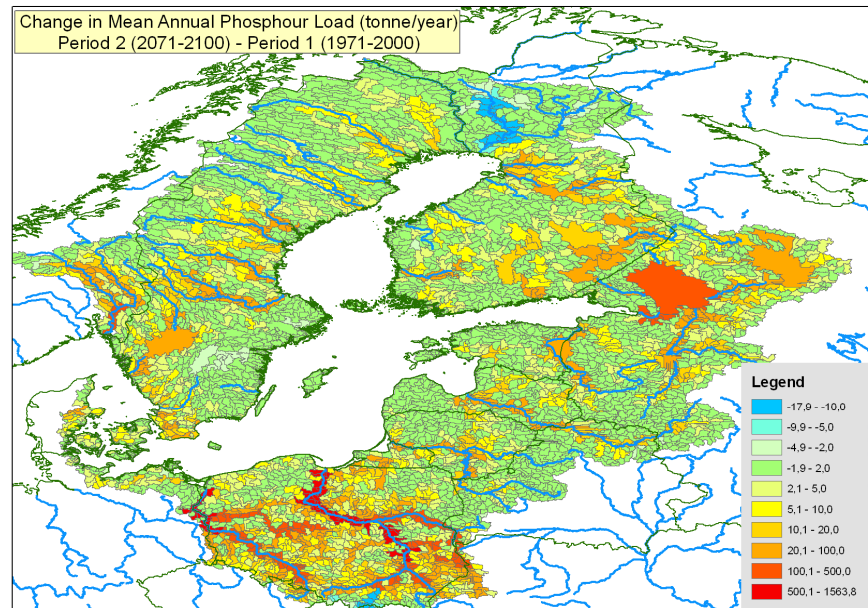 Change in Mean Annual Phosphour Load (tonne/year)
Period 2 (2071-2100) - Period 1 (1971-2000)
Legend
-17,9 - -10,0
-9,9 - -5,0
-4,9 - -2,0
-1,9 - 2,0
2,1 - 5,0
5,1 - 10,0
10,1 - 20,0
20,1 - 100,0
100,1 - 500,0
500,1 - 1563,8